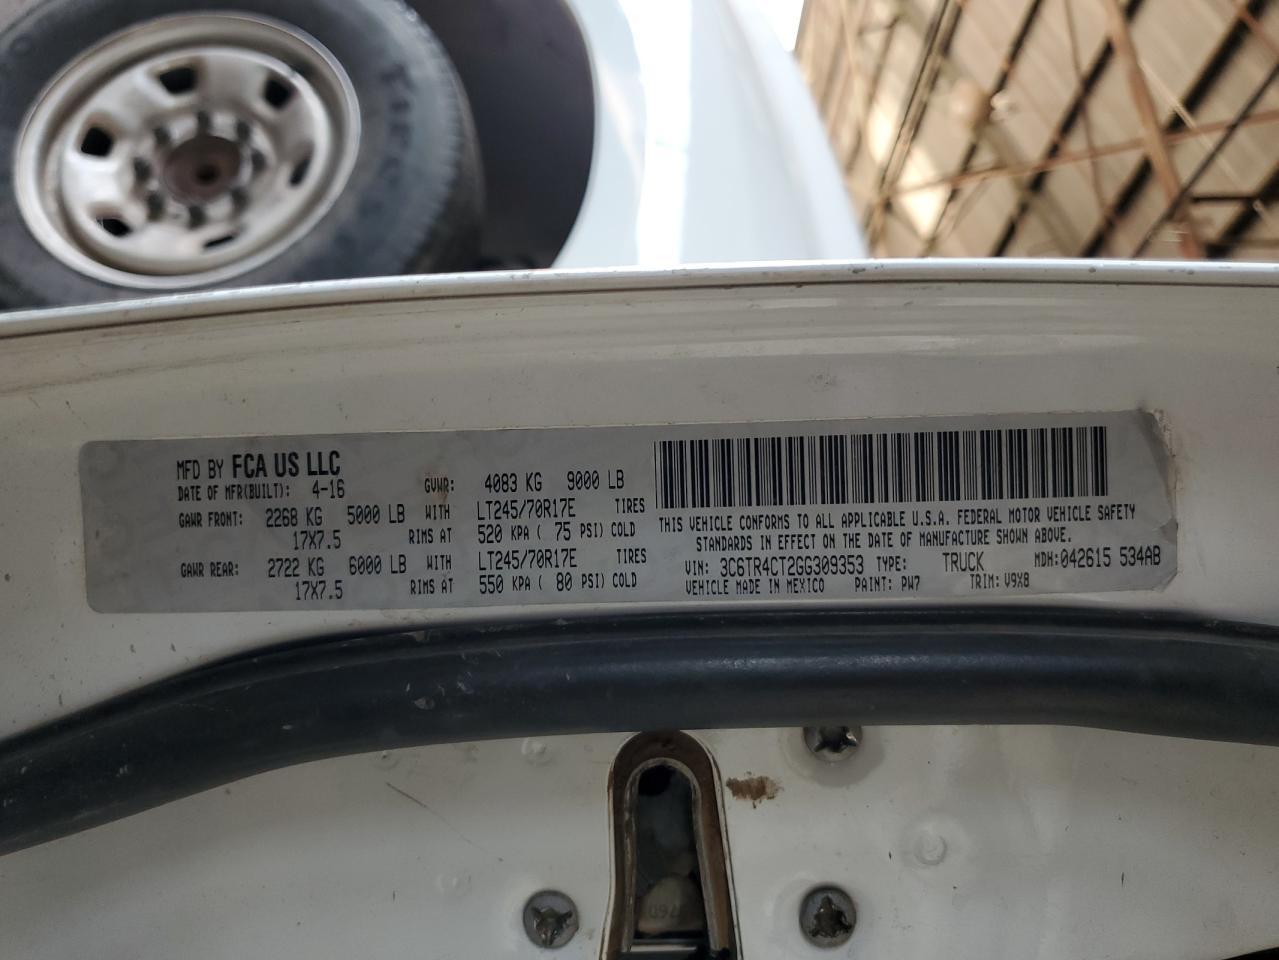 MFD BY FCA US LLC
DATE OF MFR(BUILT): 4-16 GVWR: 4083 KG 9000 LB
GAWR FRONT: 2268 KG 5000 LB WITH LT245/70R17E TIRES
17X7.5 RIMS AT 520 KPA ( 75 PSI) COLD
GAWR REAR: 2722 KG 6000 LB WITH LT245/70R17E TIRES
17X7.5 RIMS AT 550 KPA ( 80 PSI) COLD
THIS VEHICLE CONFORMS TO ALL APPLICABLE U.S.A. FEDERAL MOTOR VEHICLE SAFETY
STANDARDS IN EFFECT ON THE DATE OF MANUFACTURE SHOWN ABOVE.
VIN: 3C6TR4CT2GG309353 TYPE: TRUCK MDH: 042615 534AB
VEHICLE MADE IN MEXICO PAINT: PW7 TRIM: V9X8